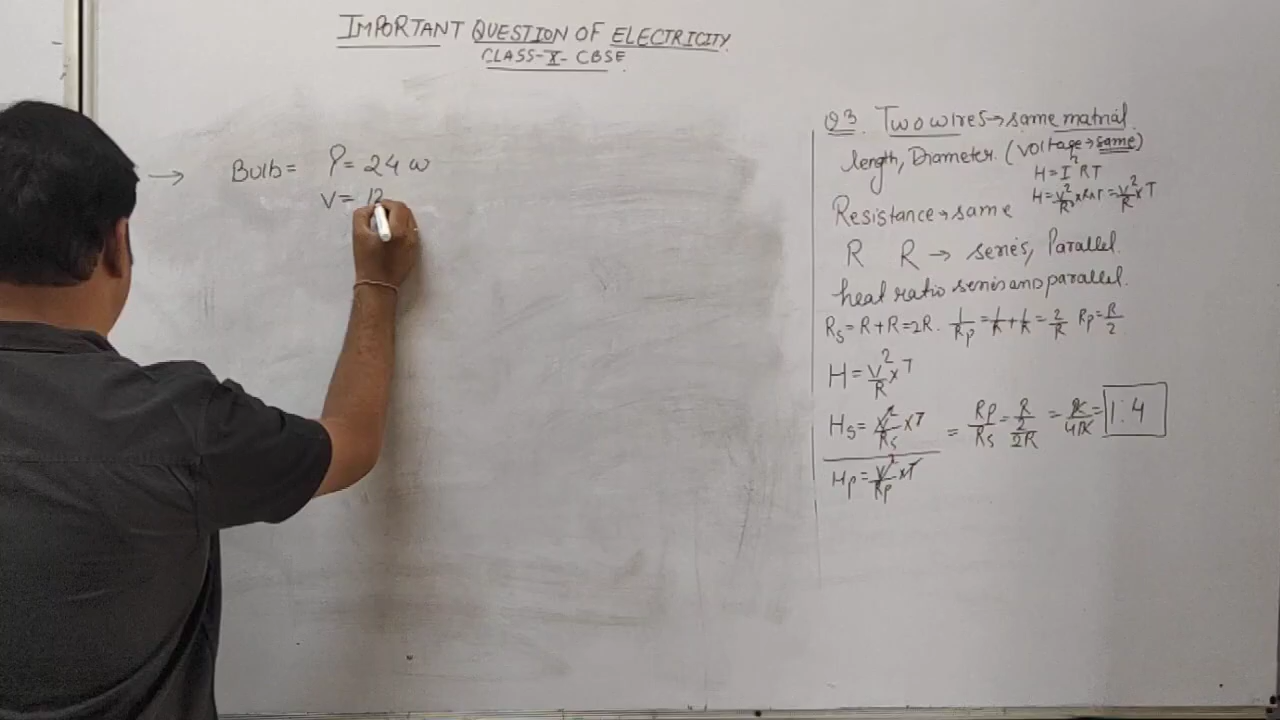 IMPORTANT QUESTION OF ELECTRICITY
CLASS-X-CBSE
→ Bulb = P = 24 w
V = 12
Q3. Two wires → same matrial
length, Diameter. (voltage → same)
H = I²RT
H = V²/R² × R × T = V²/R × T
Resistance → same
R R → series, Parallel.
heat ratio series and parallel.
Rs = R + R = 2R. 1/Rp = 1/R + 1/R = 2/R Rp = R/2
H = V²/R × T
Hs = V²/Rs × T = Rp/Rs = R/2/2R = R/4R = 1:4
Hp = V²/Rp × T